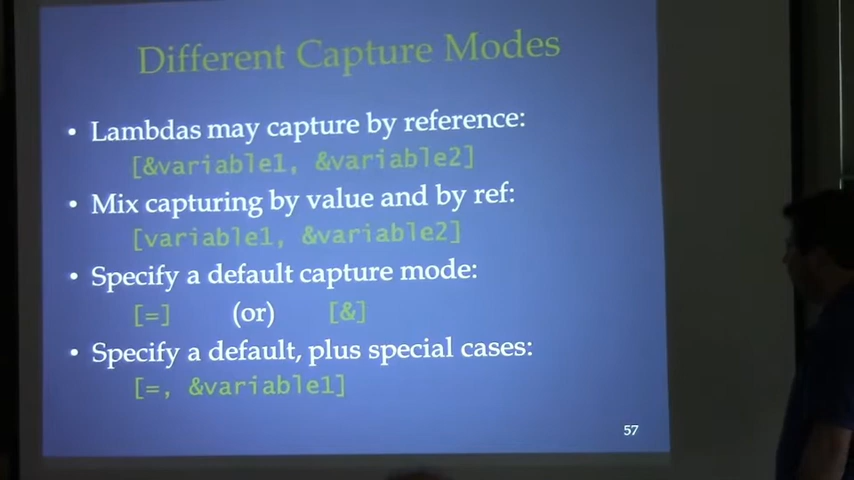 Different Capture Modes
• Lambdas may capture by reference:
[&variable1, &variable2]
• Mix capturing by value and by ref:
[variable1, &variable2]
• Specify a default capture mode:
[=] (or) [&]
• Specify a default, plus special cases:
[=, &variable1]
57